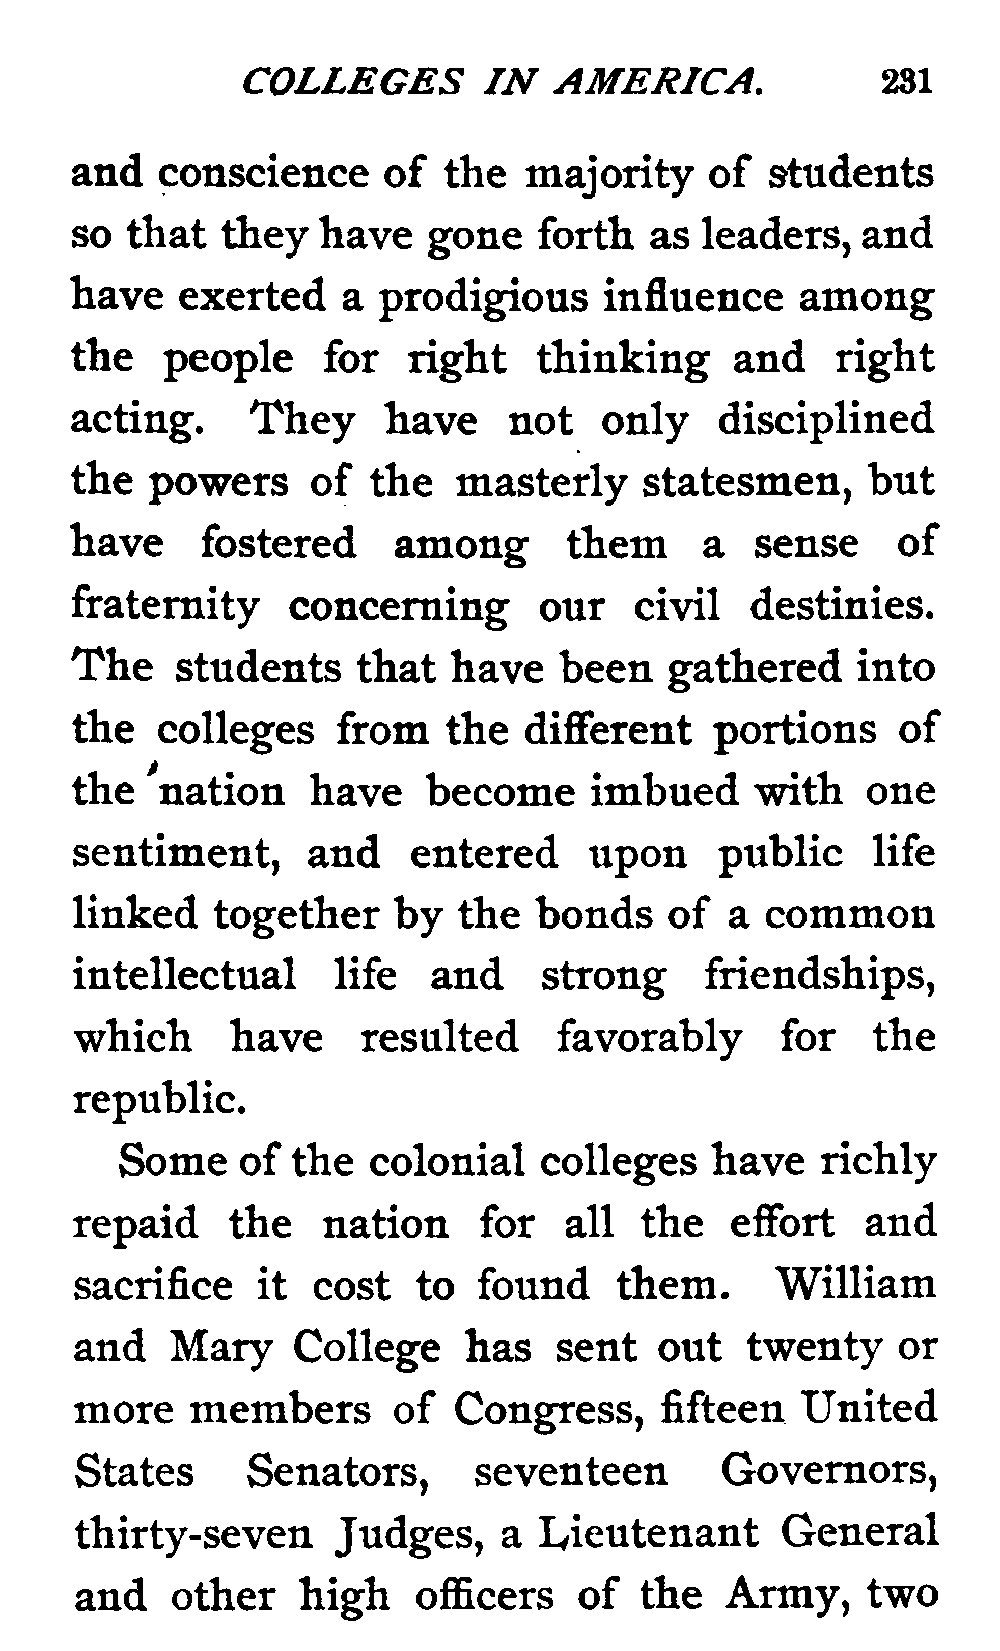 COLLEGES IN AMERICA. 231
and conscience of the majority of students
so that they have gone forth as leaders, and
have exerted a prodigious influence among
the people for right thinking and right
acting. They have not only disciplined
the powers of the masterly statesmen, but
have fostered among them a sense of
fraternity concerning our civil destinies.
The students that have been gathered into
the colleges from the different portions of
the nation have become imbued with one
sentiment, and entered upon public life
linked together by the bonds of a common
intellectual life and strong friendships,
which have resulted favorably for the
republic.
Some of the colonial colleges have richly
repaid the nation for all the effort and
sacrifice it cost to found them. William
and Mary College has sent out twenty or
more members of Congress, fifteen United
States Senators, seventeen Governors,
thirty-seven Judges, a Lieutenant General
and other high officers of the Army, two